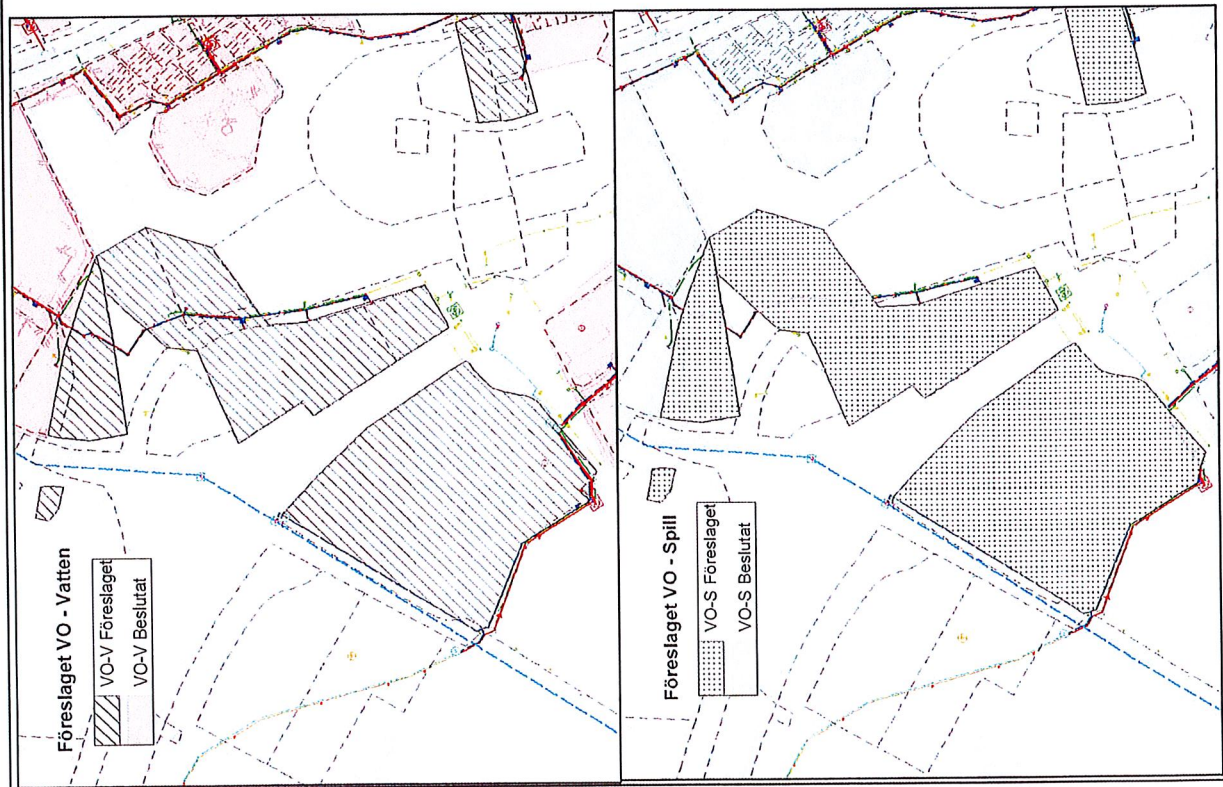 Föreslaget VO - Vatten
VO-V Föreslaget
VO-V Beslutat
Föreslaget VO - Spill
VO-S Föreslaget
VO-S Beslutat